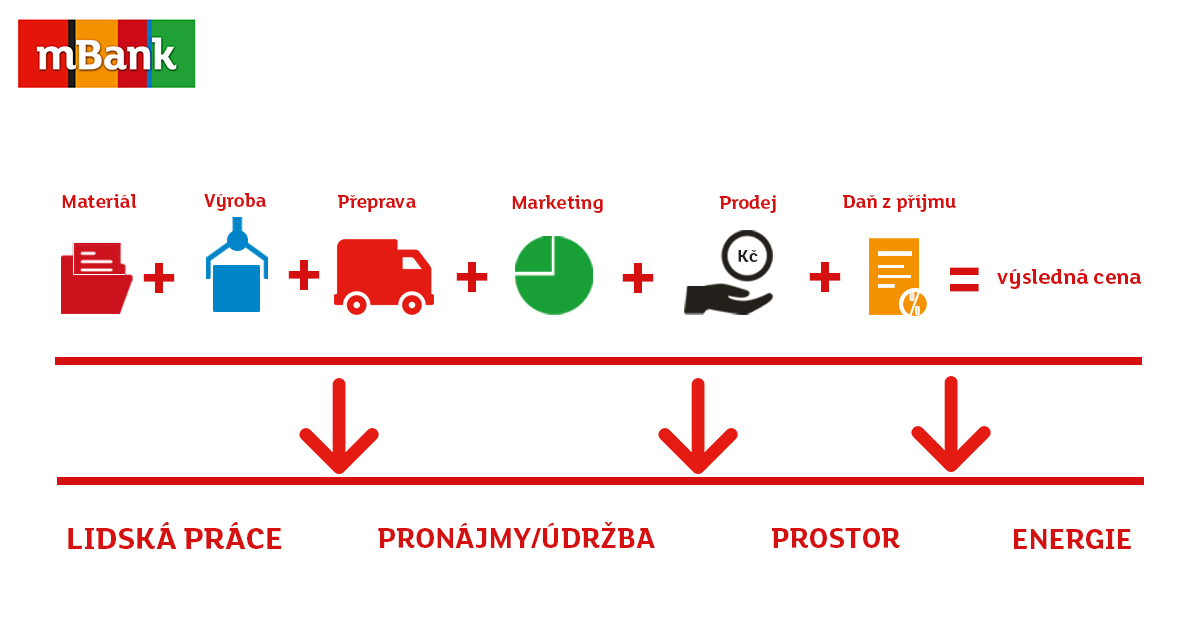 mBank
Materiál
Výroba
Přeprava
Marketing
Prodej
Daň z příjmu
+
+
+
+
Kč
+
%
=
výsledná cena
LIDSKÁ PRÁCE
PRONÁJMY/ÚDRŽBA
PROSTOR
ENERGIE